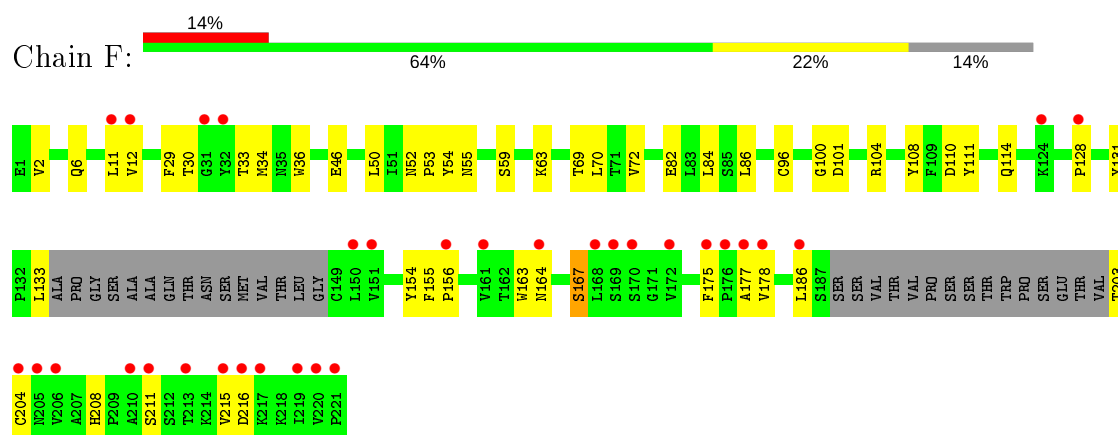 14%
Chain F:
64% 22% 14%
E1 V2 Q6 L11 V12 F29 T30 G31 Y32 T33 M34 N35 W36 E46 L50 I51 N52 P53 Y54 N55 S59 K63 T69 L70 T71 V72 E82 L83 L84 S85 L86 C96 G100 D101 R104 Y108 F109 D110 Y111 Q114 K124 P128 Y131
P132 L133 ALA PRO GLY SER ALA ALA GLN THR ASN SER MET VAL THR LEU GLY C149 L150 V151 Y154 F155 P156 V161 T162 W163 N164 S167 L168 S169 S170 G171 V172 F175 P176 A177 V178 L186 S187 SER SER VAL THR VAL PRO SER SER THR TRP PRO SER GLU THR VAL T203
C204 N205 V206 A207 H208 P209 A210 S211 S212 T213 K214 V215 D216 K217 K218 I219 V220 P221